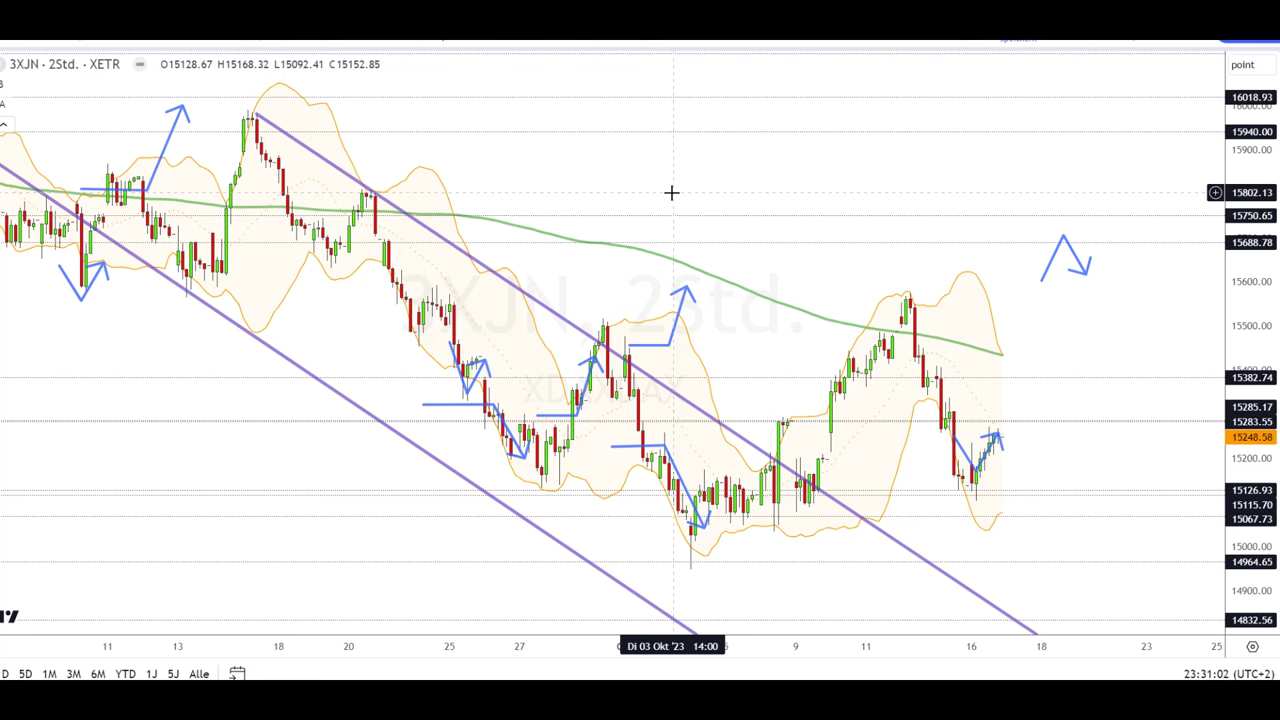 3XJN · 2Std. · XETR O15128.67 H15168.32 L15092.41 C15152.85
point
B
A
16018.93
15940.00
15900.00
15802.13
15750.65
15688.78
15600.00
15500.00
15382.74
15285.17
15283.55
15248.58
15200.00
15126.93
15115.70
15067.73
15000.00
14964.65
14900.00
14832.56
3XJN, 2Std.
11 13 18 20 25 27 Di 03 Okt '23 14:00 9 11 16 18 23 25
D 5D 1M 3M 6M YTD 1J 5J Alle
23:31:02 (UTC+2)